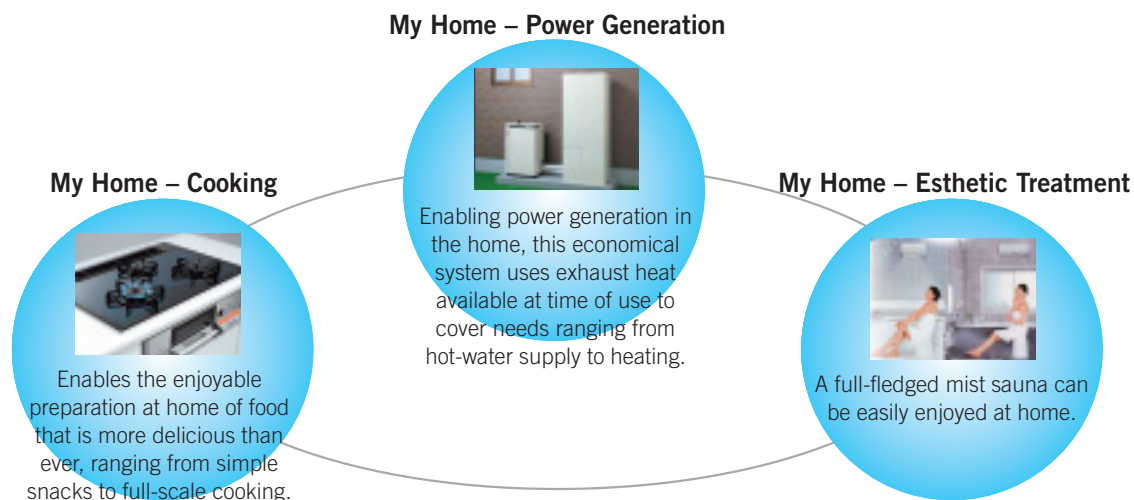 My Home – Power Generation
Enabling power generation in
the home, this economical
system uses exhaust heat
available at time of use to
cover needs ranging from
hot-water supply to heating.
My Home – Cooking
Enables the enjoyable
preparation at home of food
that is more delicious than
ever, ranging from simple
snacks to full-scale cooking.
My Home – Esthetic Treatment
A full-fledged mist sauna can
be easily enjoyed at home.